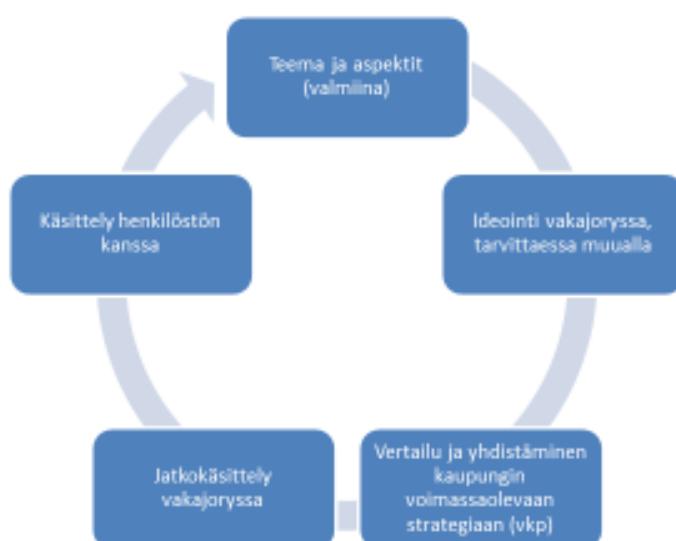 Teema ja aspektit
(valmiina)
Ideointi vakajoryssa,
tarvittaessa muualla
Vertailu ja yhdistäminen
kaupungin
voimassaolevaan
strategiaan (vkp)
Jatkokäsittely
vakajoryssa
Käsittely henkilöstön
kanssa